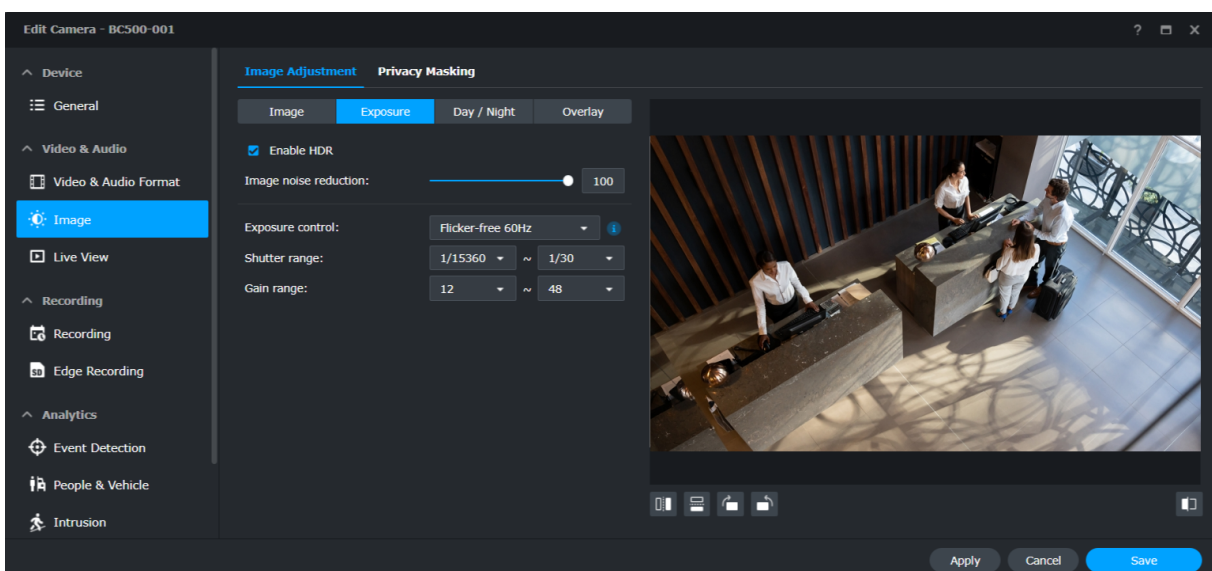 Edit Camera - BC500-001
?
Device
General
Video & Audio
Video & Audio Format
Image
Live View
Recording
Recording
SD Edge Recording
Analytics
Event Detection
People & Vehicle
Intrusion
Image Adjustment Privacy Masking
Image Exposure Day / Night Overlay
Enable HDR
Image noise reduction: 100
Exposure control: Flicker-free 60Hz i
Shutter range: 1/15360 ~ 1/30
Gain range: 12 ~ 48
Apply Cancel Save